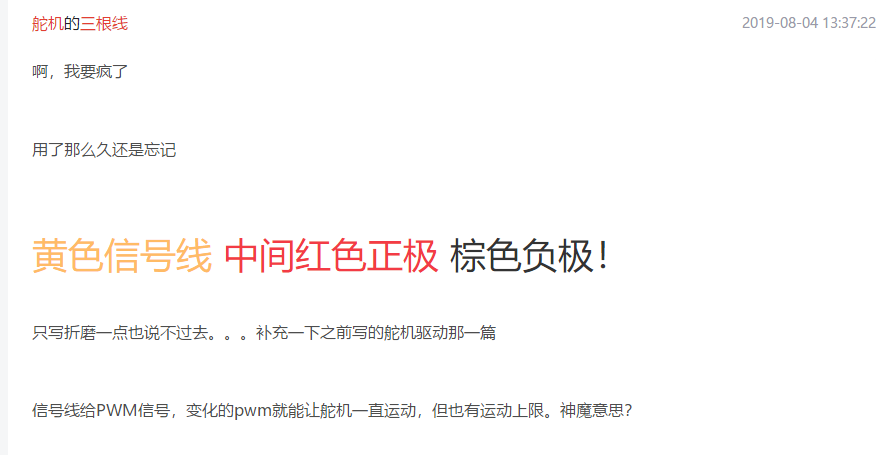 舵机的三根线 2019-08-04 13:37:22
啊，我要疯了
用了那么久还是忘记
黄色信号线 中间红色正极 棕色负极！
只写折磨一点也说不过去。。。补充一下之前写的舵机驱动那一篇
信号线给PWM信号，变化的pwm就能让舵机一直运动，但也有运动上限。神魔意思？